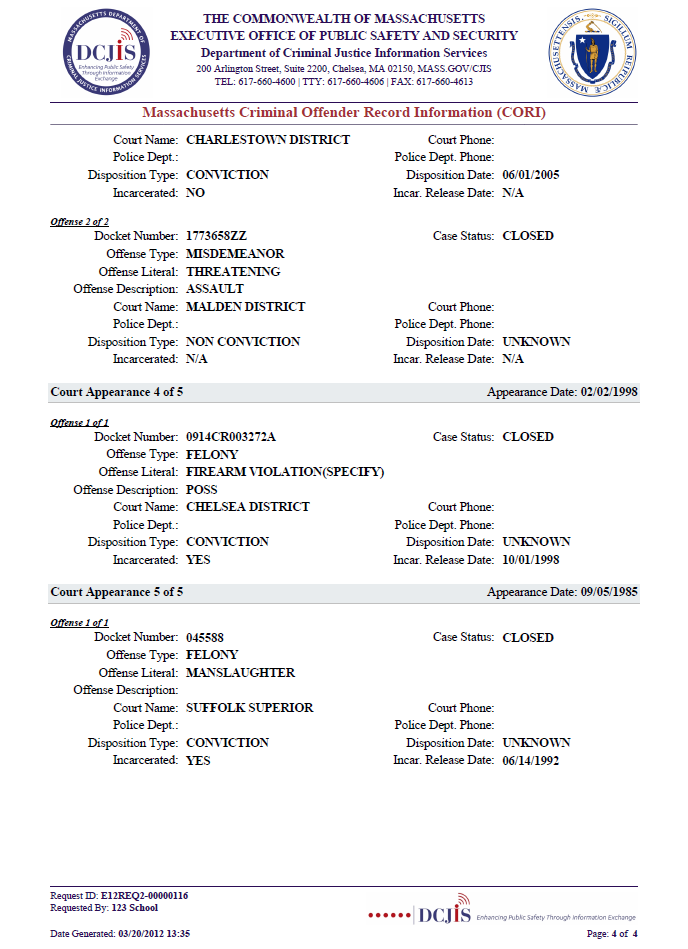 THE COMMONWEALTH OF MASSACHUSETTS
EXECUTIVE OFFICE OF PUBLIC SAFETY AND SECURITY
Department of Criminal Justice Information Services
200 Arlington Street, Suite 2200, Chelsea, MA 02150, MASS.GOV/CJIS
TEL: 617-660-4600 | TTY: 617-660-4606 | FAX: 617-660-4613
MASSACHUSETTS DEPARTMENT OF CRIMINAL JUSTICE INFORMATION SERVICES
DCJIS
Enhancing Public Safety
Through Information
Exchange
SIGILLUM REIPUBLICÆ MASSACHUSETTENSIS
Massachusetts Criminal Offender Record Information (CORI)
Court Name: CHARLESTOWN DISTRICT Court Phone:
Police Dept.: Police Dept. Phone:
Disposition Type: CONVICTION Disposition Date: 06/01/2005
Incarcerated: NO Incar. Release Date: N/A
Offense 2 of 2
Docket Number: 1773658ZZ Case Status: CLOSED
Offense Type: MISDEMEANOR
Offense Literal: THREATENING
Offense Description: ASSAULT
Court Name: MALDEN DISTRICT Court Phone:
Police Dept.: Police Dept. Phone:
Disposition Type: NON CONVICTION Disposition Date: UNKNOWN
Incarcerated: N/A Incar. Release Date: N/A
Court Appearance 4 of 5 Appearance Date: 02/02/1998
Offense 1 of 1
Docket Number: 0914CR003272A Case Status: CLOSED
Offense Type: FELONY
Offense Literal: FIREARM VIOLATION(SPECIFY)
Offense Description: POSS
Court Name: CHELSEA DISTRICT Court Phone:
Police Dept.: Police Dept. Phone:
Disposition Type: CONVICTION Disposition Date: UNKNOWN
Incarcerated: YES Incar. Release Date: 10/01/1998
Court Appearance 5 of 5 Appearance Date: 09/05/1985
Offense 1 of 1
Docket Number: 045588 Case Status: CLOSED
Offense Type: FELONY
Offense Literal: MANSLAUGHTER
Offense Description:
Court Name: SUFFOLK SUPERIOR Court Phone:
Police Dept.: Police Dept. Phone:
Disposition Type: CONVICTION Disposition Date: UNKNOWN
Incarcerated: YES Incar. Release Date: 06/14/1992
Request ID: E12REQ2-00000116
Requested By: 123 School
DCJIS Enhancing Public Safety Through Information Exchange
Date Generated: 03/20/2012 13:35 Page: 4 of 4